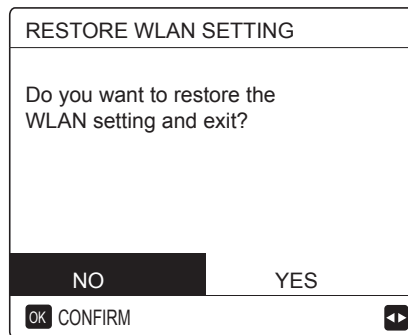 RESTORE WLAN SETTING
Do you want to restore the
WLAN setting and exit?
NO YES
OK CONFIRM